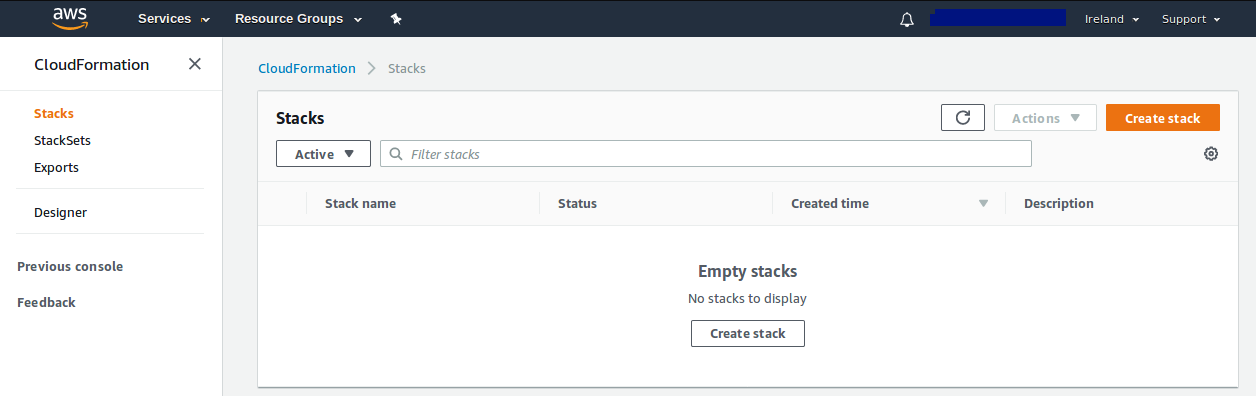 aws Services Resource Groups Ireland Support
CloudFormation
Stacks
StackSets
Exports
Designer
Previous console
Feedback
CloudFormation Stacks
Stacks Actions Create stack
Active Filter stacks
Stack name Status Created time Description
Empty stacks
No stacks to display
Create stack